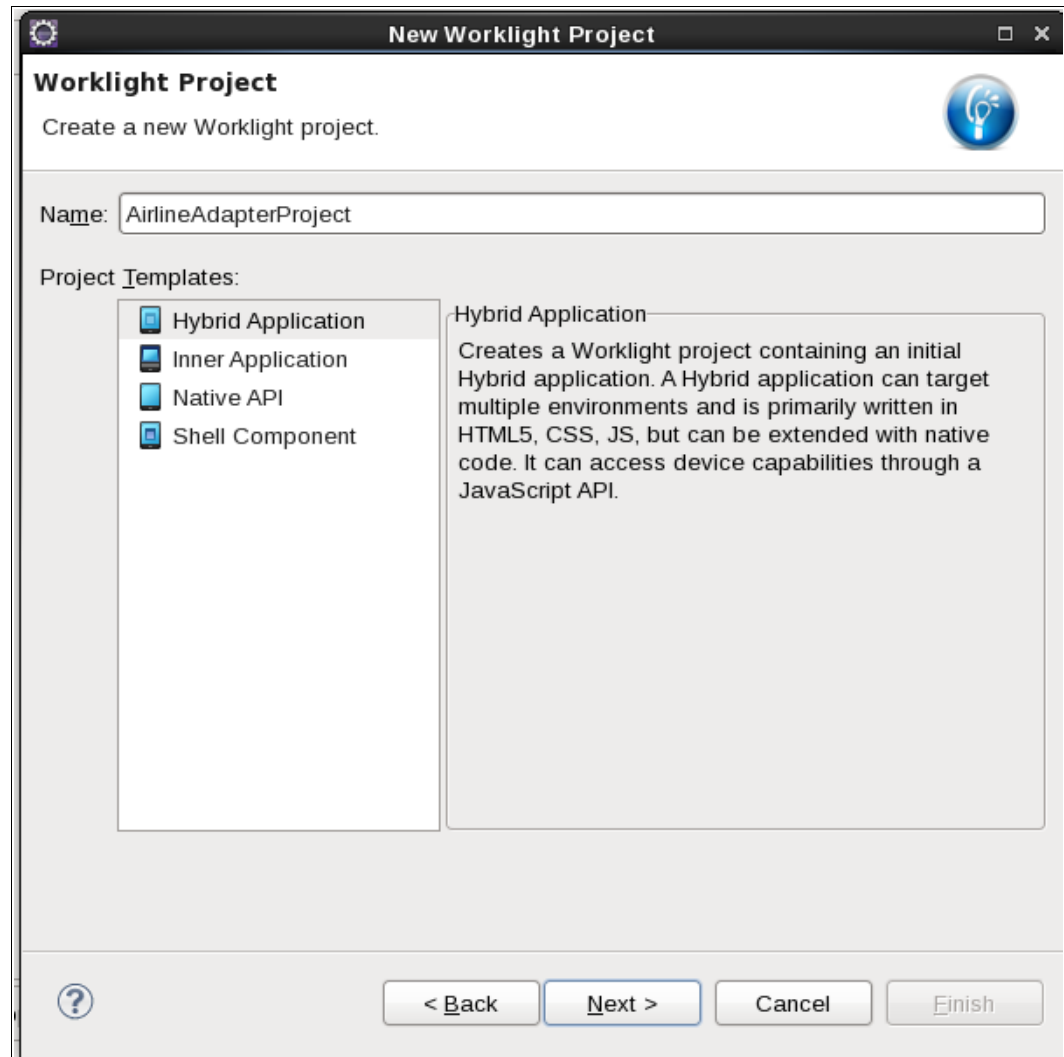 New Worklight Project
Worklight Project
Create a new Worklight project.
Name: AirlineAdapterProject
Project Templates:
Hybrid Application
Inner Application
Native API
Shell Component
Hybrid Application
Creates a Worklight project containing an initial
Hybrid application. A Hybrid application can target
multiple environments and is primarily written in
HTML5, CSS, JS, but can be extended with native
code. It can access device capabilities through a
JavaScript API.
? < Back Next > Cancel Finish